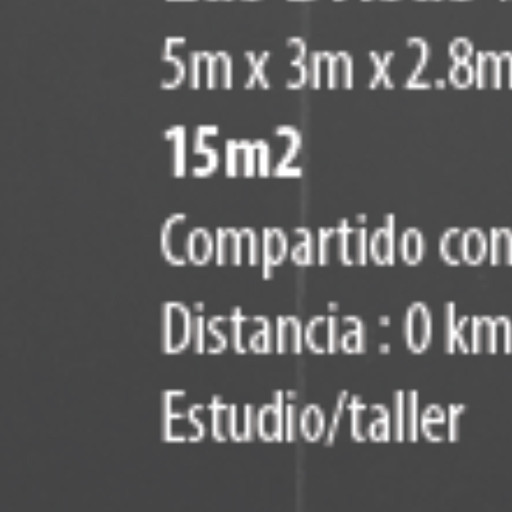 5m x 3m x 2.8m
15m2
Compartido con
Distancia : 0 km
Estudio/taller